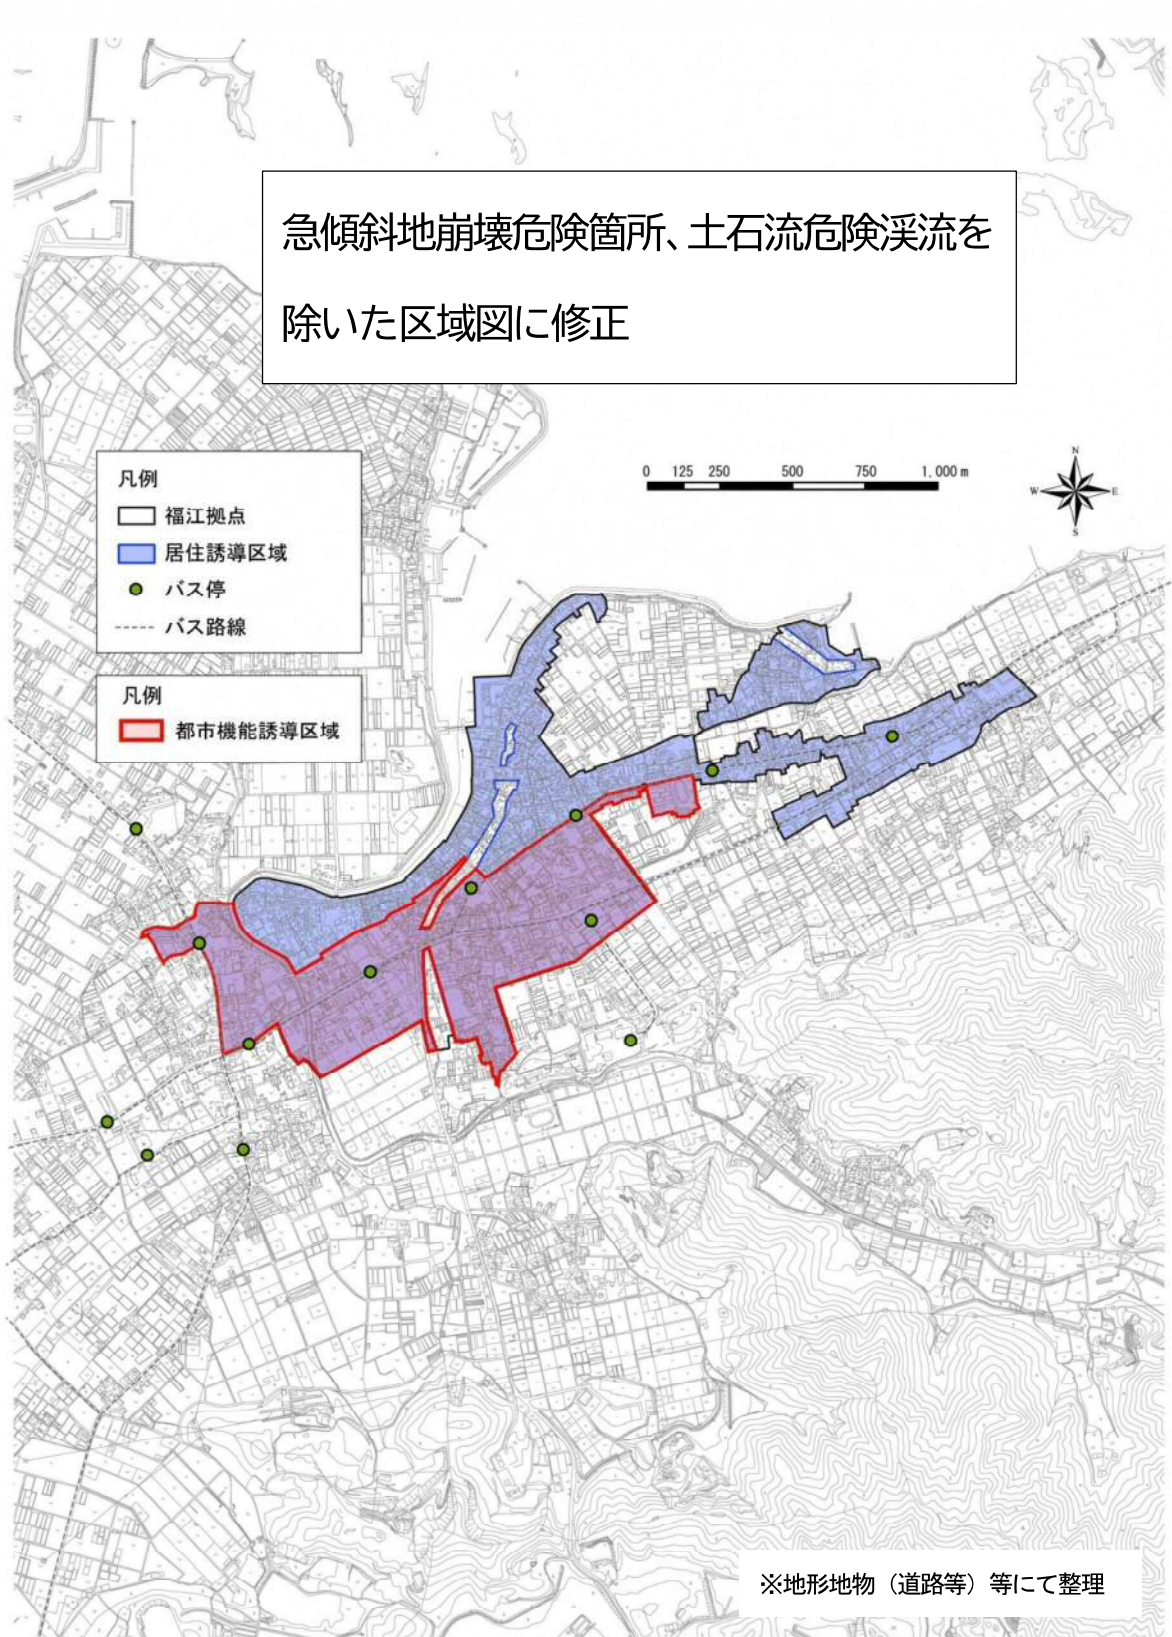 急傾斜地崩壊危険箇所、土石流危険渓流を
除いた区域図に修正
0 125 250 500 750 1,000 m
N
W E
S
凡例
福江拠点
居住誘導区域
バス停
バス路線
凡例
都市機能誘導区域
※地形地物（道路等）等にて整理